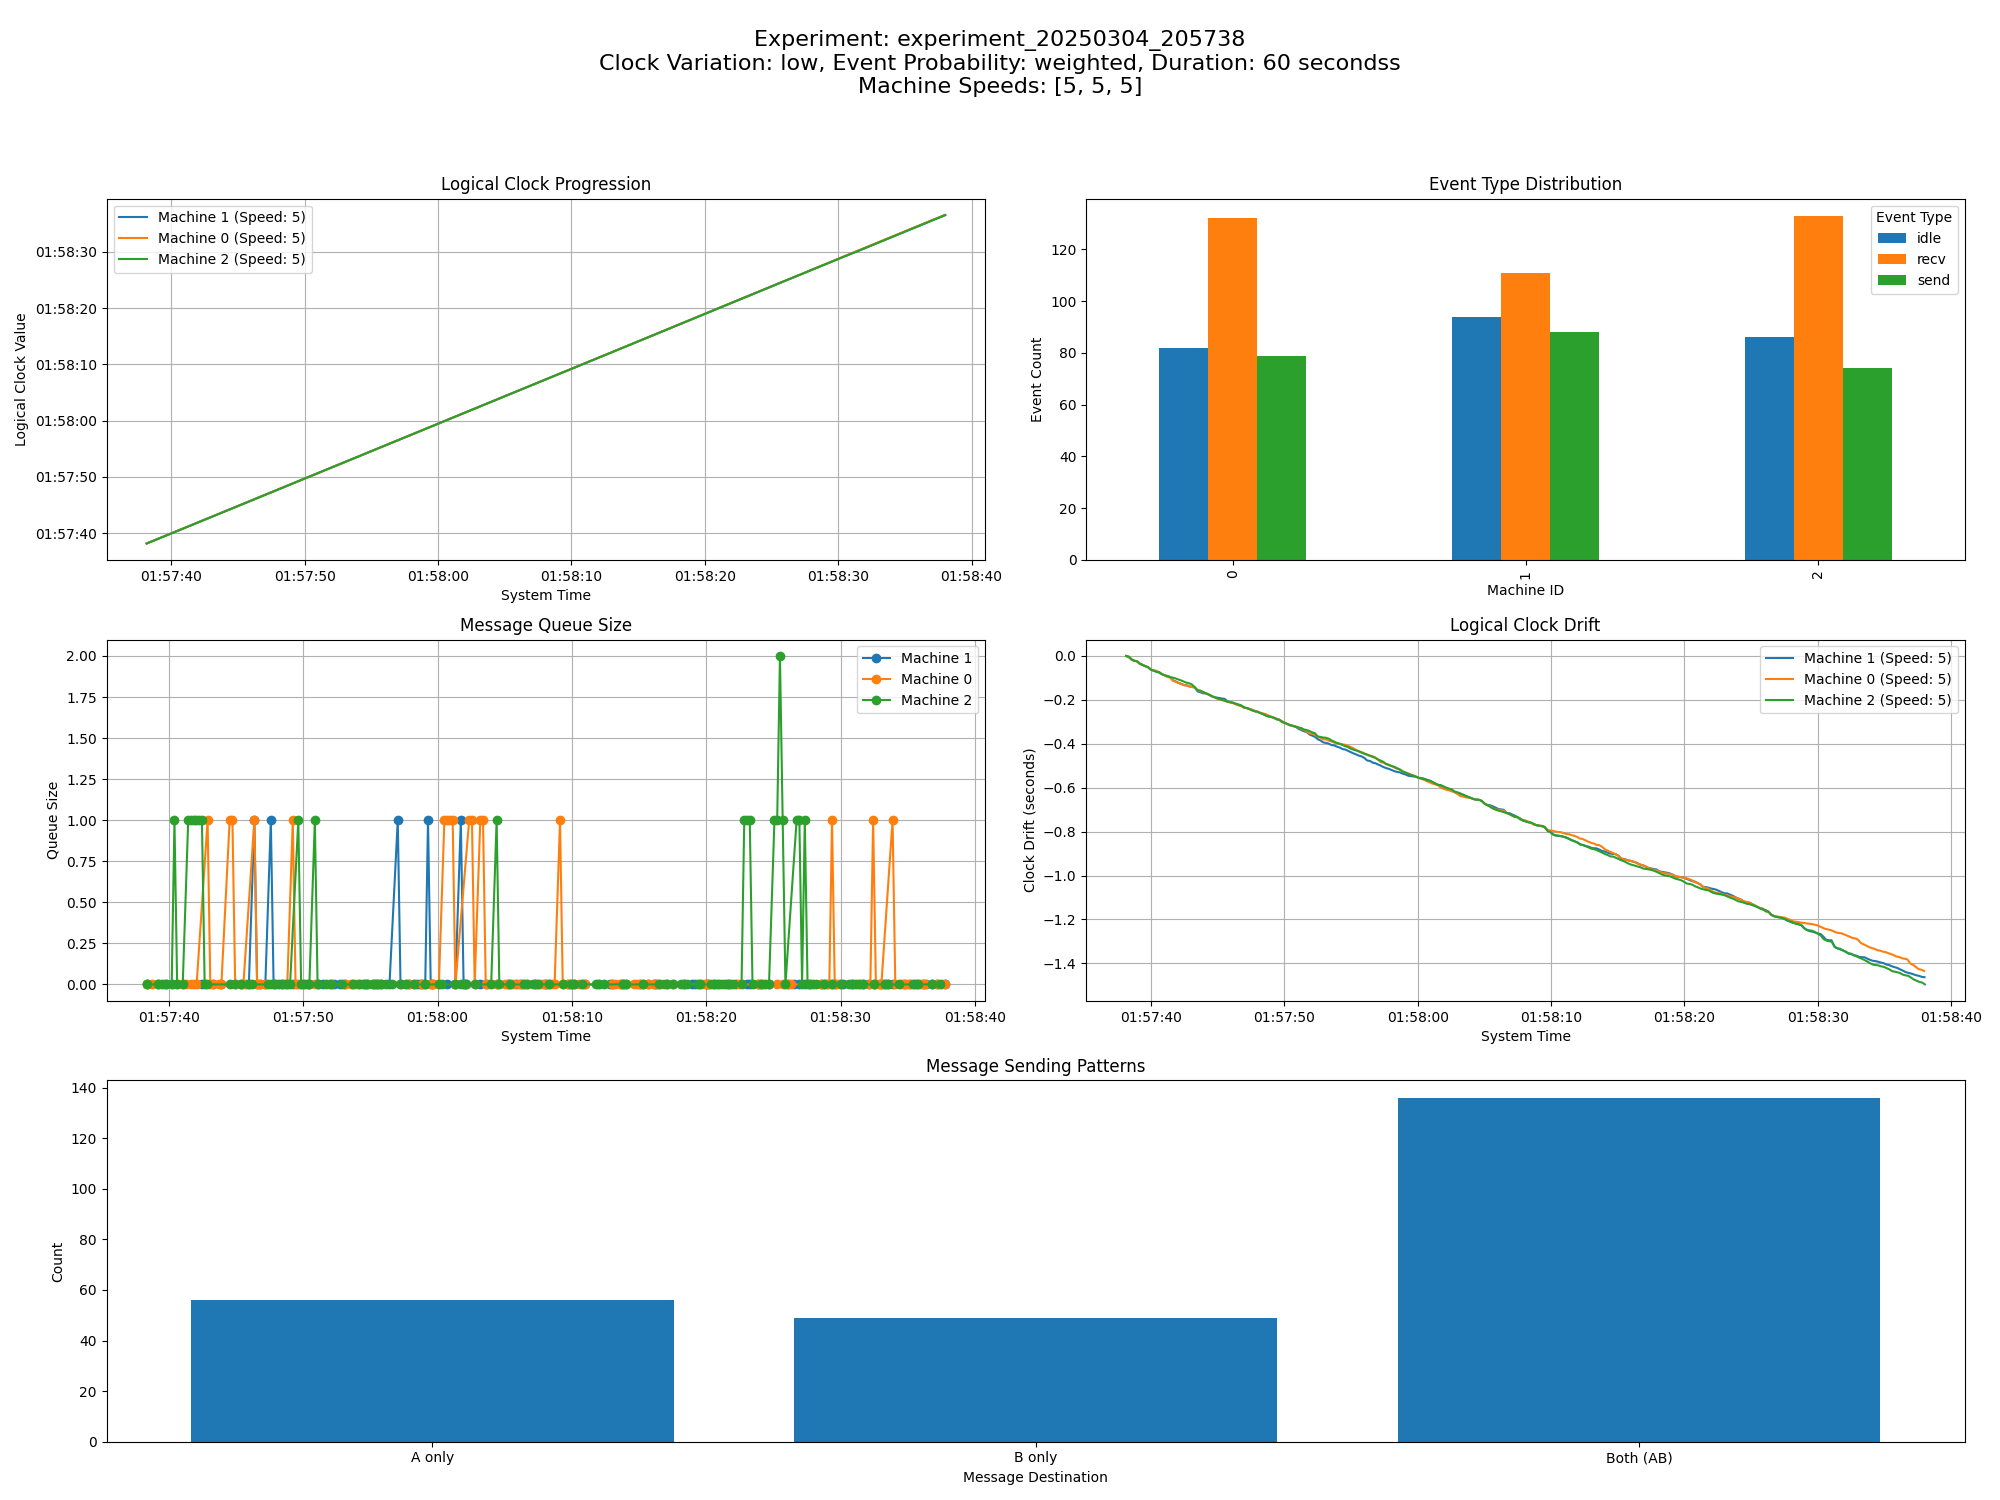 Experiment: experiment_20250304_205738
Clock Variation: low, Event Probability: weighted, Duration: 60 secondss
Machine Speeds: [5, 5, 5]
Logical Clock Progression
Machine 1 (Speed: 5)
Machine 0 (Speed: 5)
Machine 2 (Speed: 5)
Logical Clock Value
01:58:30
01:58:20
01:58:10
01:58:00
01:57:50
01:57:40
01:57:40 01:57:50 01:58:00 01:58:10 01:58:20 01:58:30 01:58:40
System Time
Event Type Distribution
Event Type
idle
recv
send
Event Count
120
100
80
60
40
20
0
0 1 2
Machine ID
Message Queue Size
Machine 1
Machine 0
Machine 2
Queue Size
2.00
1.75
1.50
1.25
1.00
0.75
0.50
0.25
0.00
01:57:40 01:57:50 01:58:00 01:58:10 01:58:20 01:58:30 01:58:40
System Time
Logical Clock Drift
Machine 1 (Speed: 5)
Machine 0 (Speed: 5)
Machine 2 (Speed: 5)
Clock Drift (seconds)
0.0
−0.2
−0.4
−0.6
−0.8
−1.0
−1.2
−1.4
01:57:40 01:57:50 01:58:00 01:58:10 01:58:20 01:58:30 01:58:40
System Time
Message Sending Patterns
Count
140
120
100
80
60
40
20
0
A only B only Both (AB)
Message Destination